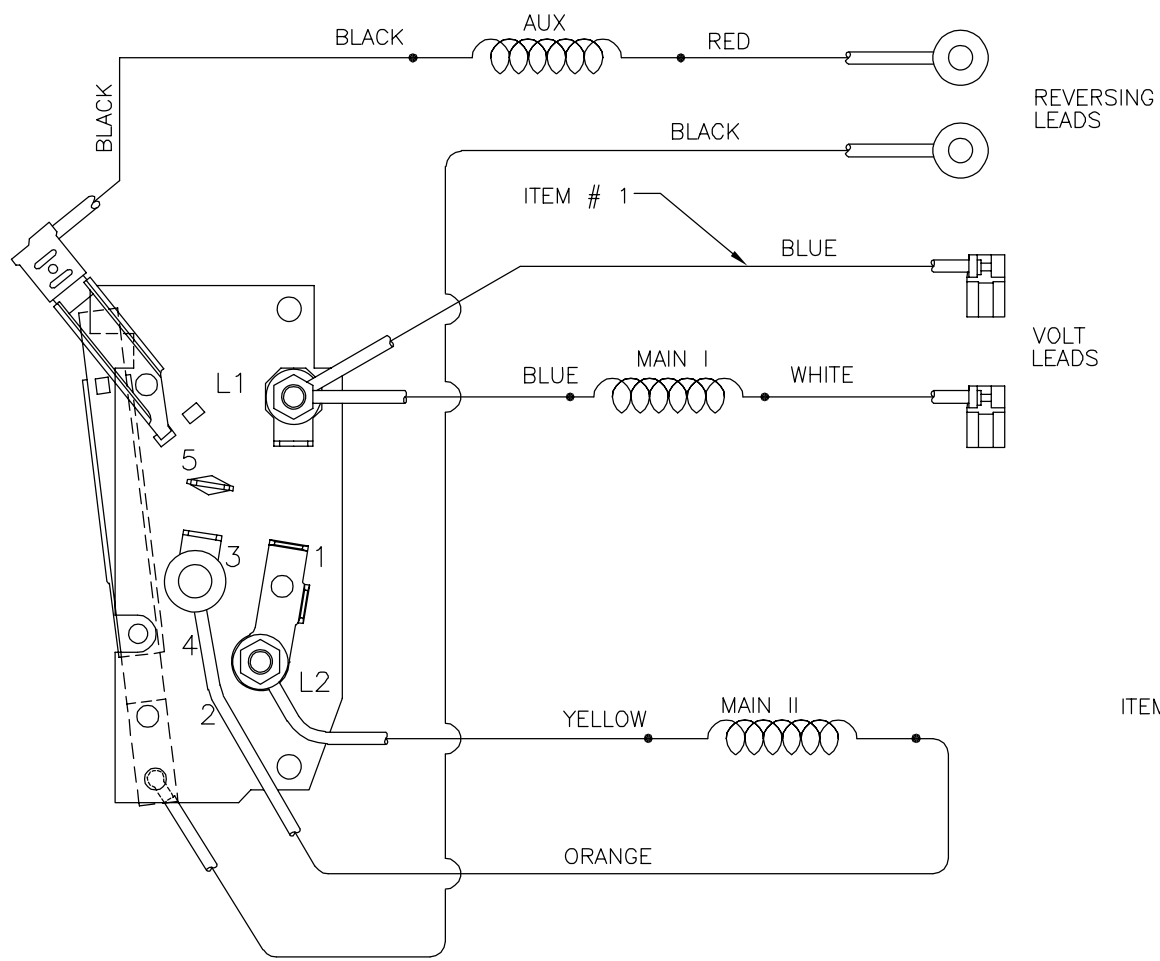 AUX
BLACK
RED
BLACK
REVERSING
LEADS
BLACK
ITEM # 1
BLUE
VOLT
LEADS
L1
MAIN I
BLUE
WHITE
5
3
1
4
L2
2
YELLOW
MAIN II
ITEM
ORANGE